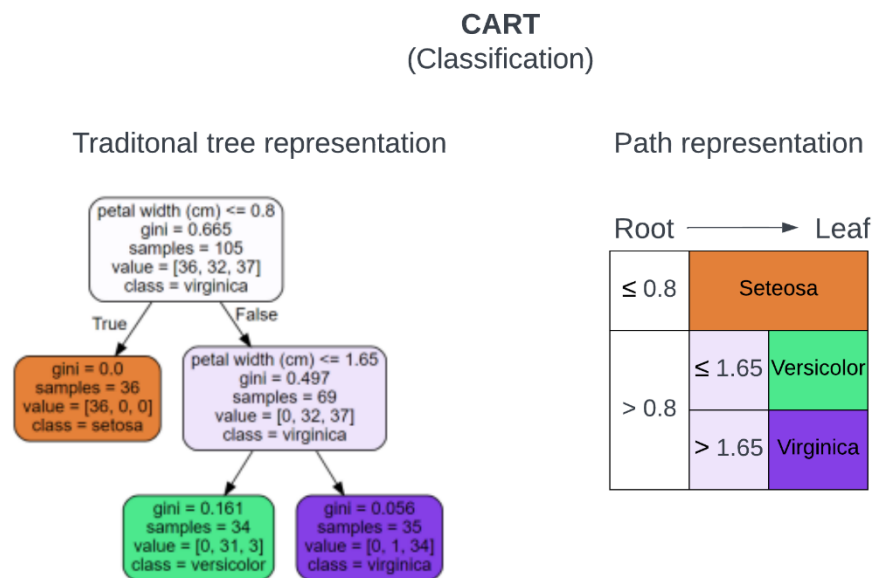 CART
(Classification)
Traditonal tree representation
petal width (cm) <= 0.8
gini = 0.665
samples = 105
value = [36, 32, 37]
class = virginica
True
False
gini = 0.0
samples = 36
value = [36, 0, 0]
class = setosa
petal width (cm) <= 1.65
gini = 0.497
samples = 69
value = [0, 32, 37]
class = virginica
gini = 0.161
samples = 34
value = [0, 31, 3]
class = versicolor
gini = 0.056
samples = 35
value = [0, 1, 34]
class = virginica
Path representation
Root Leaf
≤ 0.8 Seteosa
> 0.8
≤ 1.65 Versicolor
> 1.65 Virginica